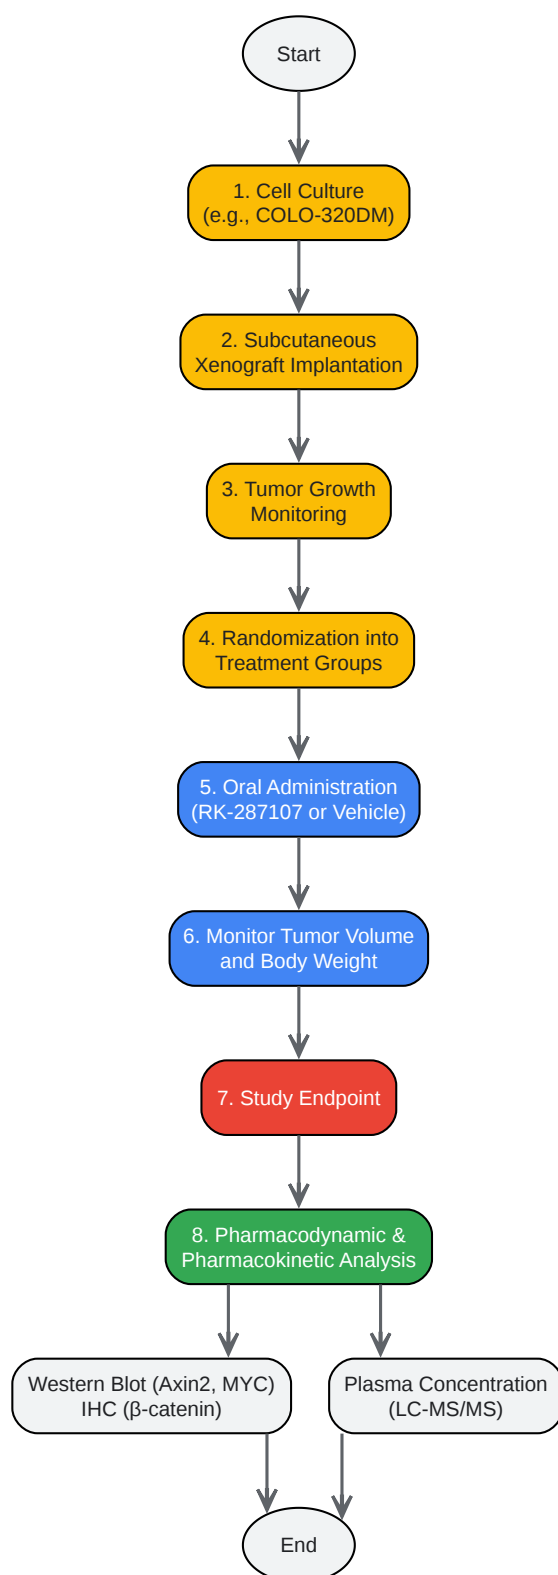 Start
1. Cell Culture
(e.g., COLO-320DM)
2. Subcutaneous
Xenograft Implantation
3. Tumor Growth
Monitoring
4. Randomization into
Treatment Groups
5. Oral Administration
(RK-287107 or Vehicle)
6. Monitor Tumor Volume
and Body Weight
7. Study Endpoint
8. Pharmacodynamic &
Pharmacokinetic Analysis
Western Blot (Axin2, MYC)
IHC (β-catenin)
Plasma Concentration
(LC-MS/MS)
End